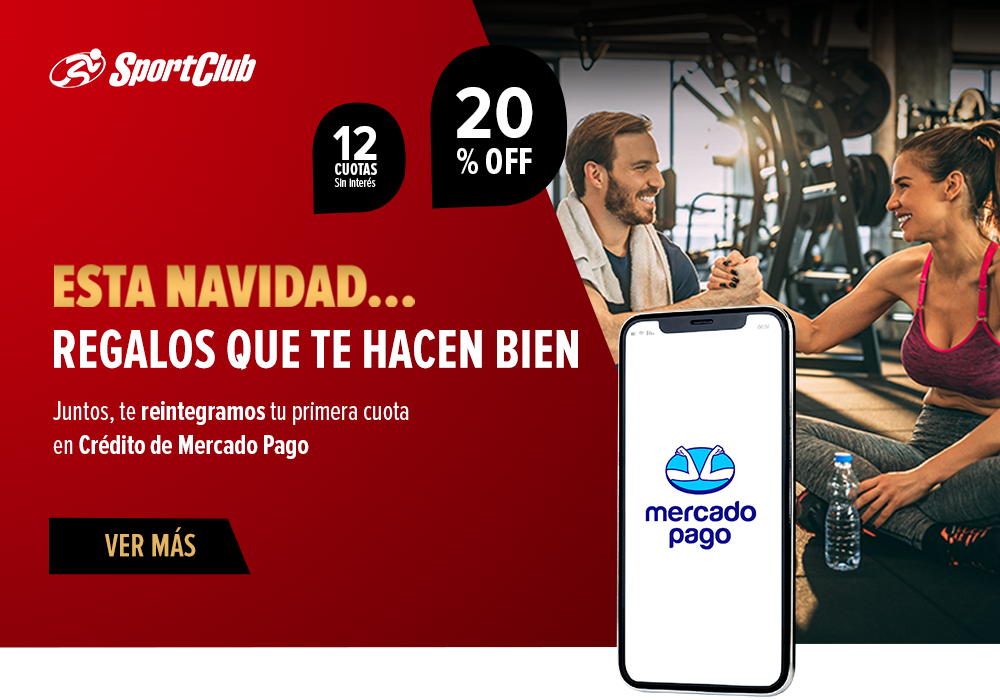 SportClub
12
CUOTAS
Sin Interés
20
% OFF
ESTA NAVIDAD...
REGALOS QUE TE HACEN BIEN
Juntos, te reintegramos tu primera cuota
en Crédito de Mercado Pago
VER MÁS
mercado
pago